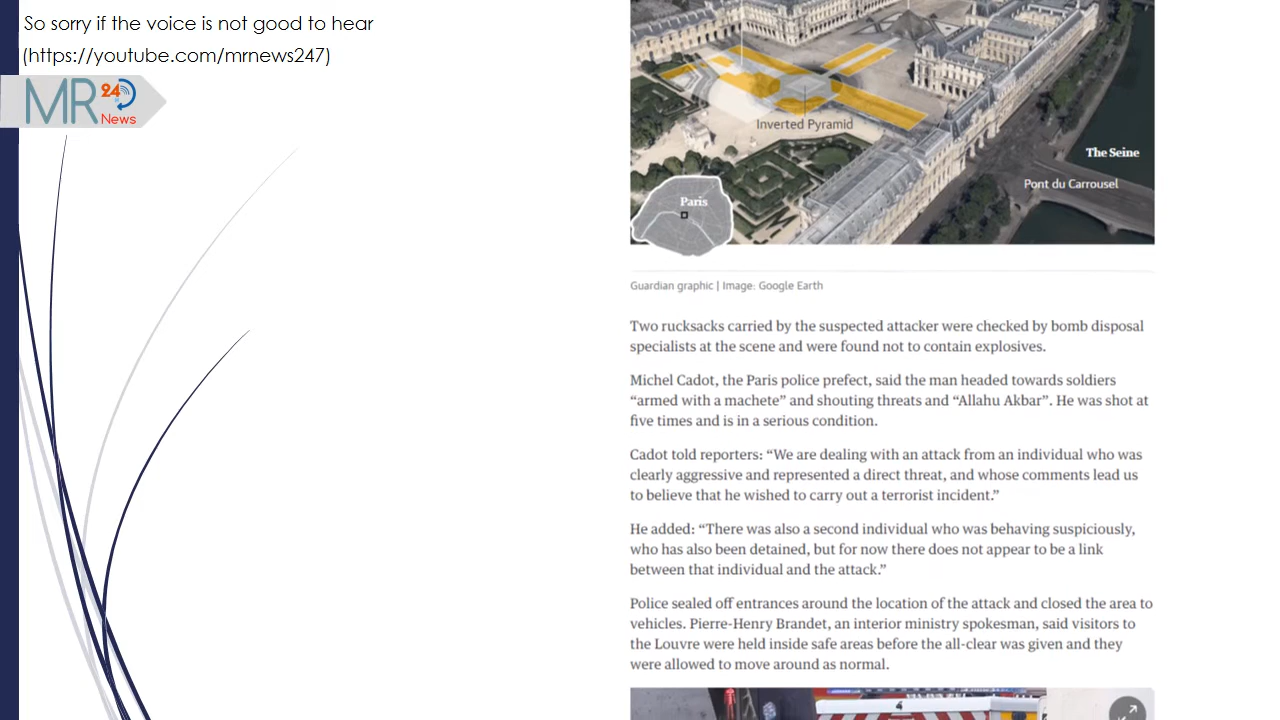 So sorry if the voice is not good to hear
(https://youtube.com/mrnews247)
MR 24
News
Inverted Pyramid
The Seine
Pont du Carrousel
Paris
Guardian graphic | Image: Google Earth
Two rucksacks carried by the suspected attacker were checked by bomb disposal
specialists at the scene and were found not to contain explosives.
Michel Cadot, the Paris police prefect, said the man headed towards soldiers
“armed with a machete” and shouting threats and “Allahu Akbar”. He was shot at
five times and is in a serious condition.
Cadot told reporters: “We are dealing with an attack from an individual who was
clearly aggressive and represented a direct threat, and whose comments lead us
to believe that he wished to carry out a terrorist incident.”
He added: “There was also a second individual who was behaving suspiciously,
who has also been detained, but for now there does not appear to be a link
between that individual and the attack.”
Police sealed off entrances around the location of the attack and closed the area to
vehicles. Pierre-Henry Brandet, an interior ministry spokesman, said visitors to
the Louvre were held inside safe areas before the all-clear was given and they
were allowed to move around as normal.